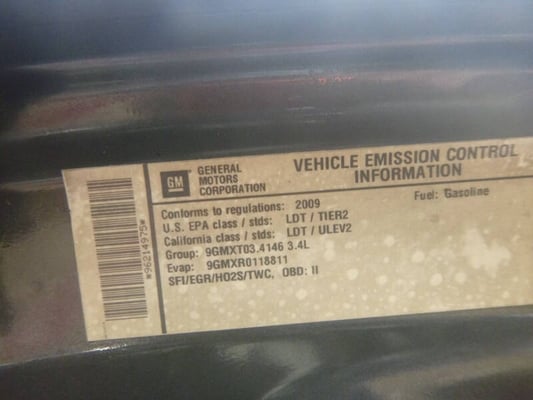 GM
GENERAL
MOTORS
CORPORATION
VEHICLE EMISSION CONTROL
INFORMATION
Conforms to regulations: 2009
Fuel: Gasoline
U.S. EPA class / stds: LDT / TIER2
California class / stds: LDT / ULEV2
Group: 9GMXT03.4146 3.4L
Evap: 9GMXR0118811
SFI/EGR/HO2S/TWC, OBD: II
*96214975*